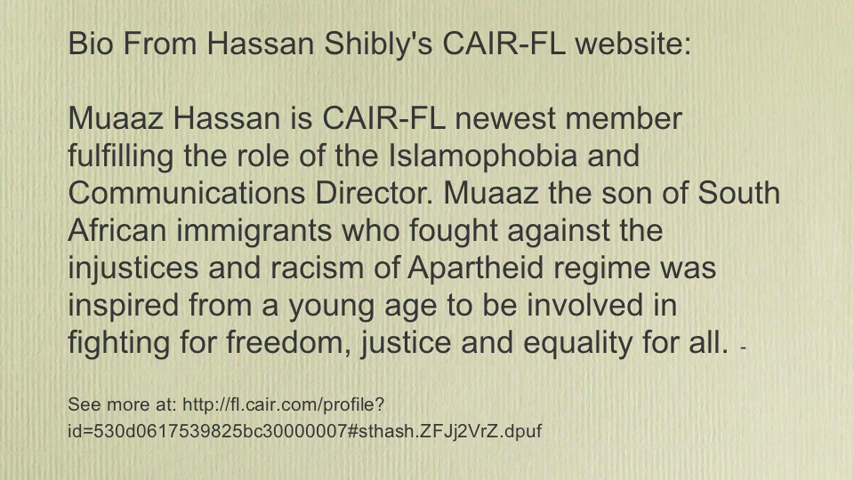 Bio From Hassan Shibly's CAIR-FL website:
Muaaz Hassan is CAIR-FL newest member
fulfilling the role of the Islamophobia and
Communications Director. Muaaz the son of South
African immigrants who fought against the
injustices and racism of Apartheid regime was
inspired from a young age to be involved in
fighting for freedom, justice and equality for all. -
See more at: http://fl.cair.com/profile?
id=530d0617539825bc30000007#sthash.ZFJj2VrZ.dpuf